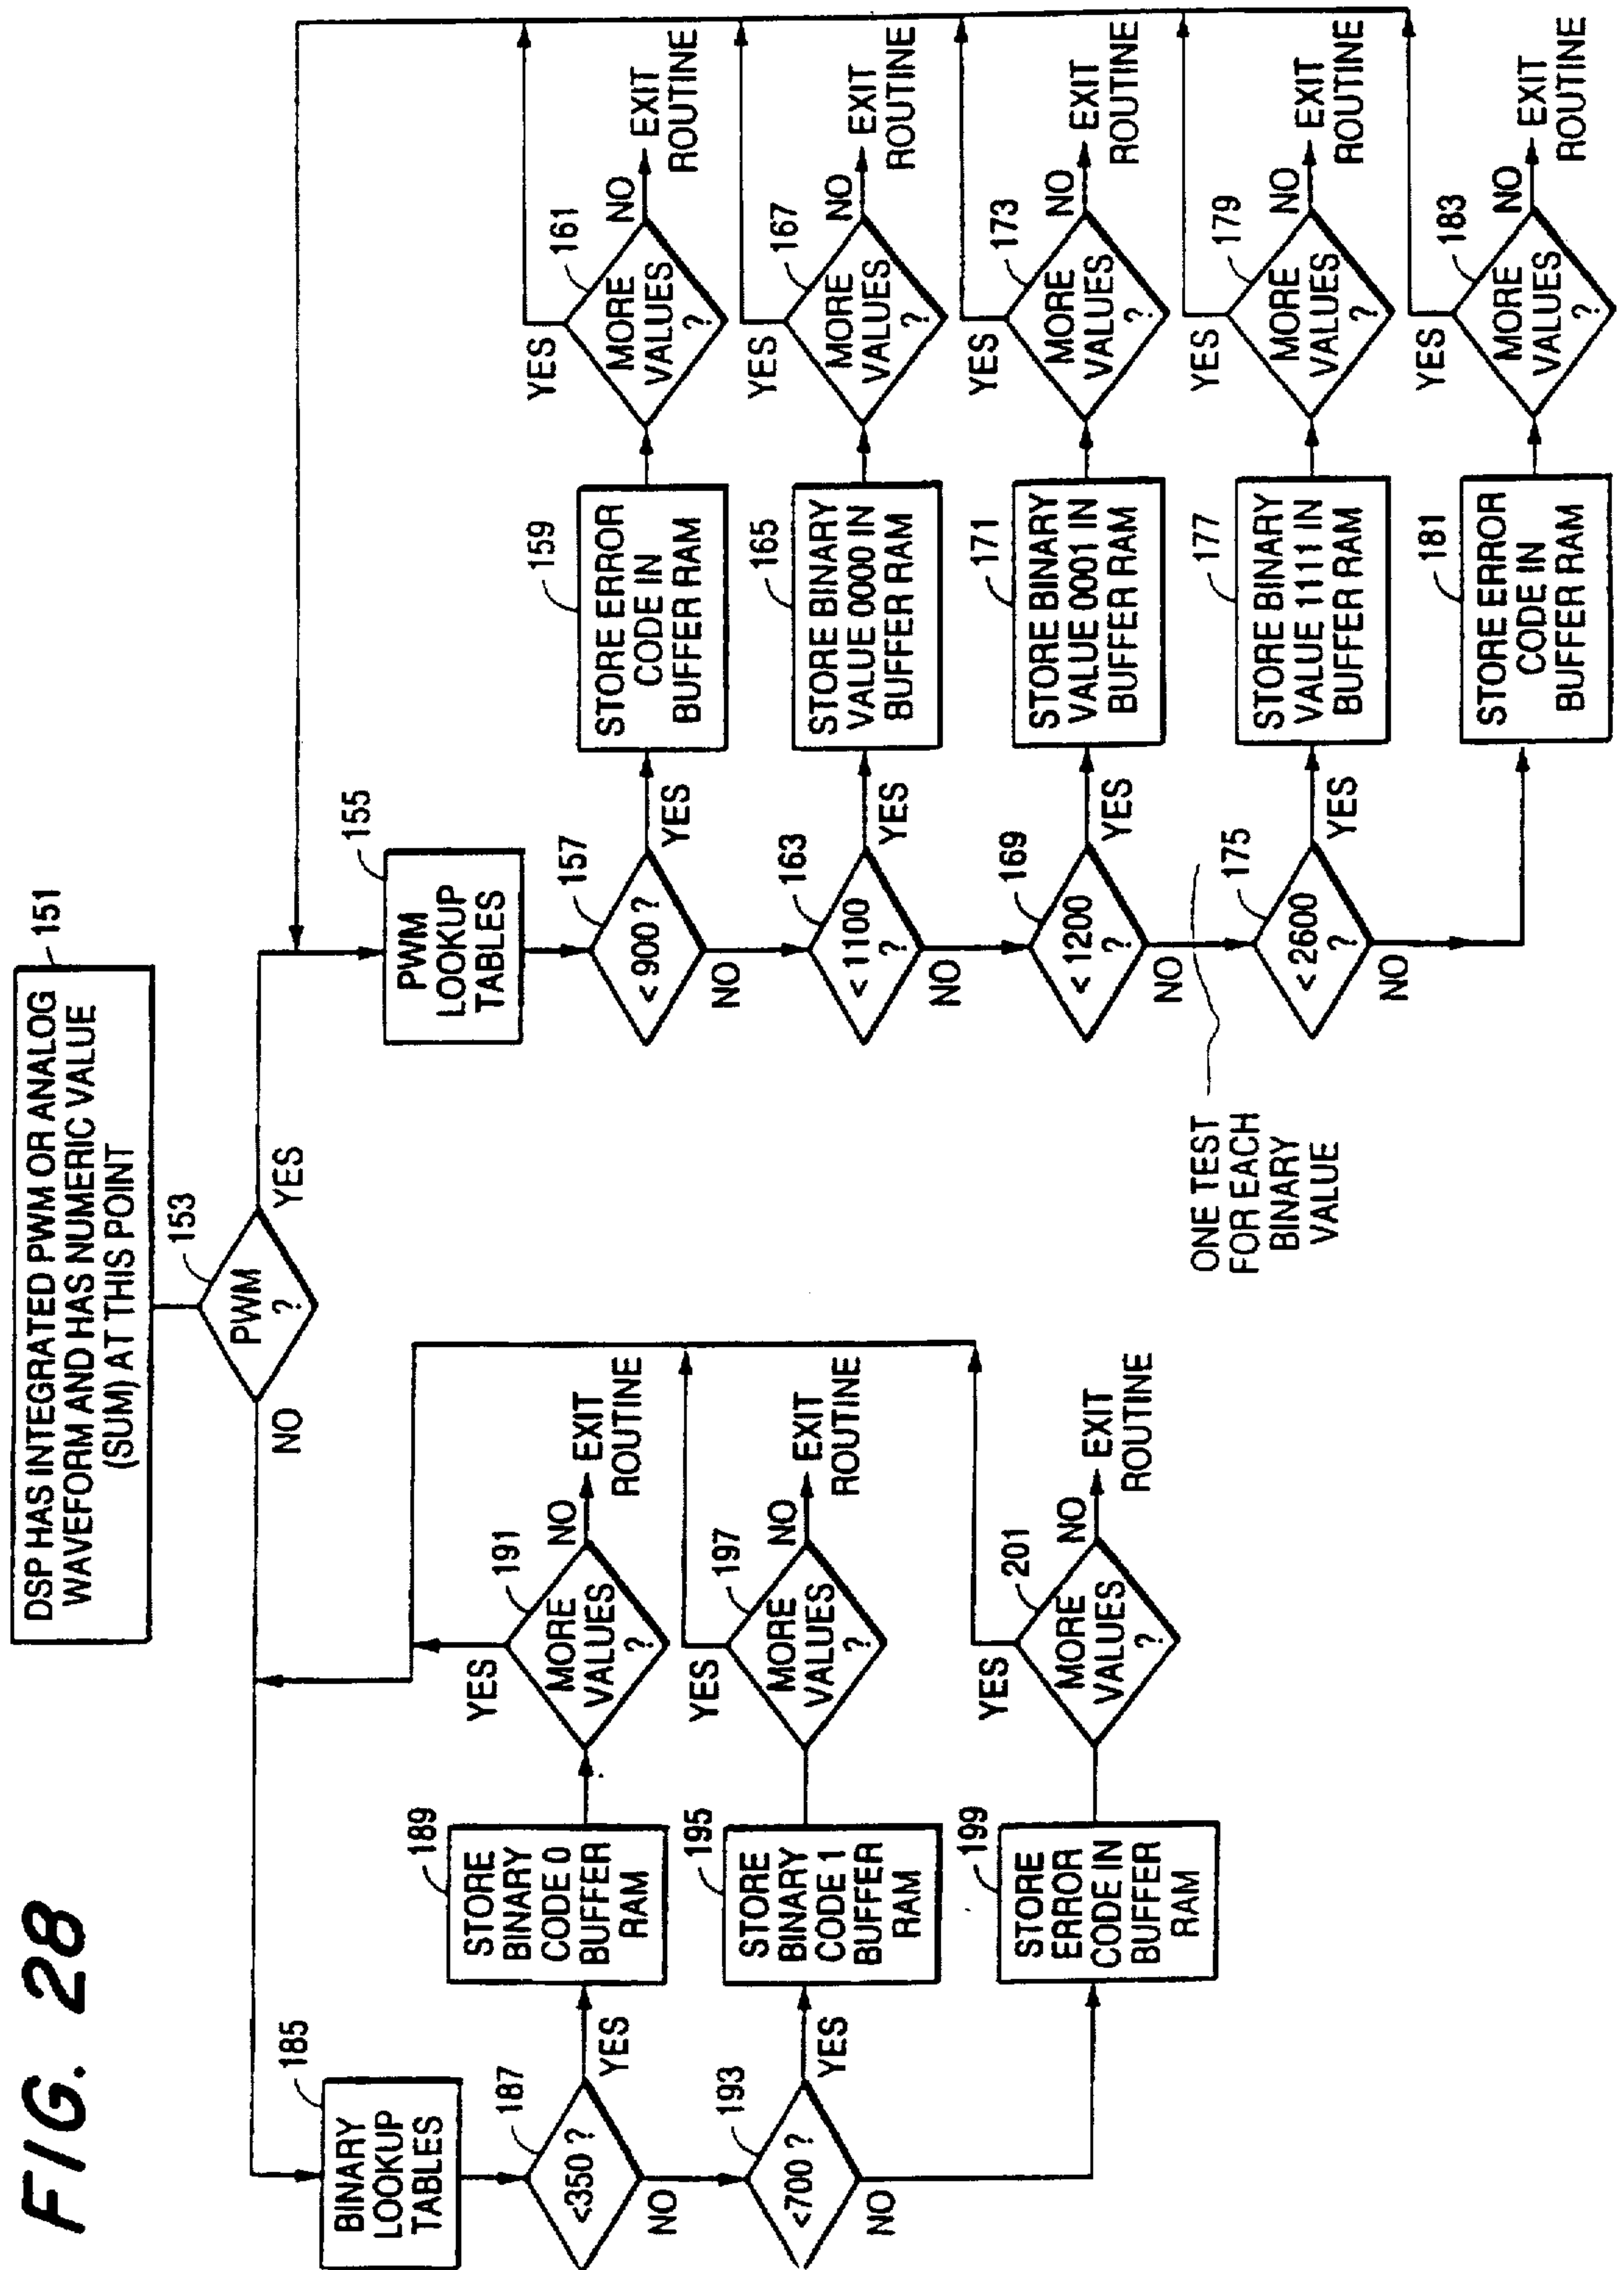 FIG. 28
DSP HAS INTEGRATED PWM OR ANALOG
WAVEFORM AND HAS NUMERIC VALUE
(SUM) AT THIS POINT
151
PWM
?
153
NO
YES
BINARY
LOOKUP
TABLES
185
<350 ?
187
YES
NO
STORE
BINARY
CODE 0
BUFFER
RAM
189
MORE
VALUES
?
191
YES
NO
EXIT
ROUTINE
<700 ?
193
YES
NO
STORE
BINARY
CODE 1
BUFFER
RAM
195
MORE
VALUES
?
197
YES
NO
EXIT
ROUTINE
STORE
ERROR
CODE IN
BUFFER
RAM
199
MORE
VALUES
?
201
YES
NO
EXIT
ROUTINE
PWM
LOOKUP
TABLES
155
< 900 ?
157
YES
NO
STORE ERROR
CODE IN
BUFFER RAM
159
MORE
VALUES
?
161
YES
NO
EXIT
ROUTINE
< 1100
?
163
YES
NO
STORE BINARY
VALUE 0000 IN
BUFFER RAM
165
MORE
VALUES
?
167
YES
NO
EXIT
ROUTINE
< 1200
?
169
YES
NO
STORE BINARY
VALUE 0001 IN
BUFFER RAM
171
MORE
VALUES
?
173
YES
NO
EXIT
ROUTINE
ONE TEST
FOR EACH
BINARY
VALUE
< 2600
?
175
YES
NO
STORE BINARY
VALUE 1111 IN
BUFFER RAM
177
MORE
VALUES
?
179
YES
NO
EXIT
ROUTINE
STORE ERROR
CODE IN
BUFFER RAM
181
MORE
VALUES
?
183
YES
NO
EXIT
ROUTINE